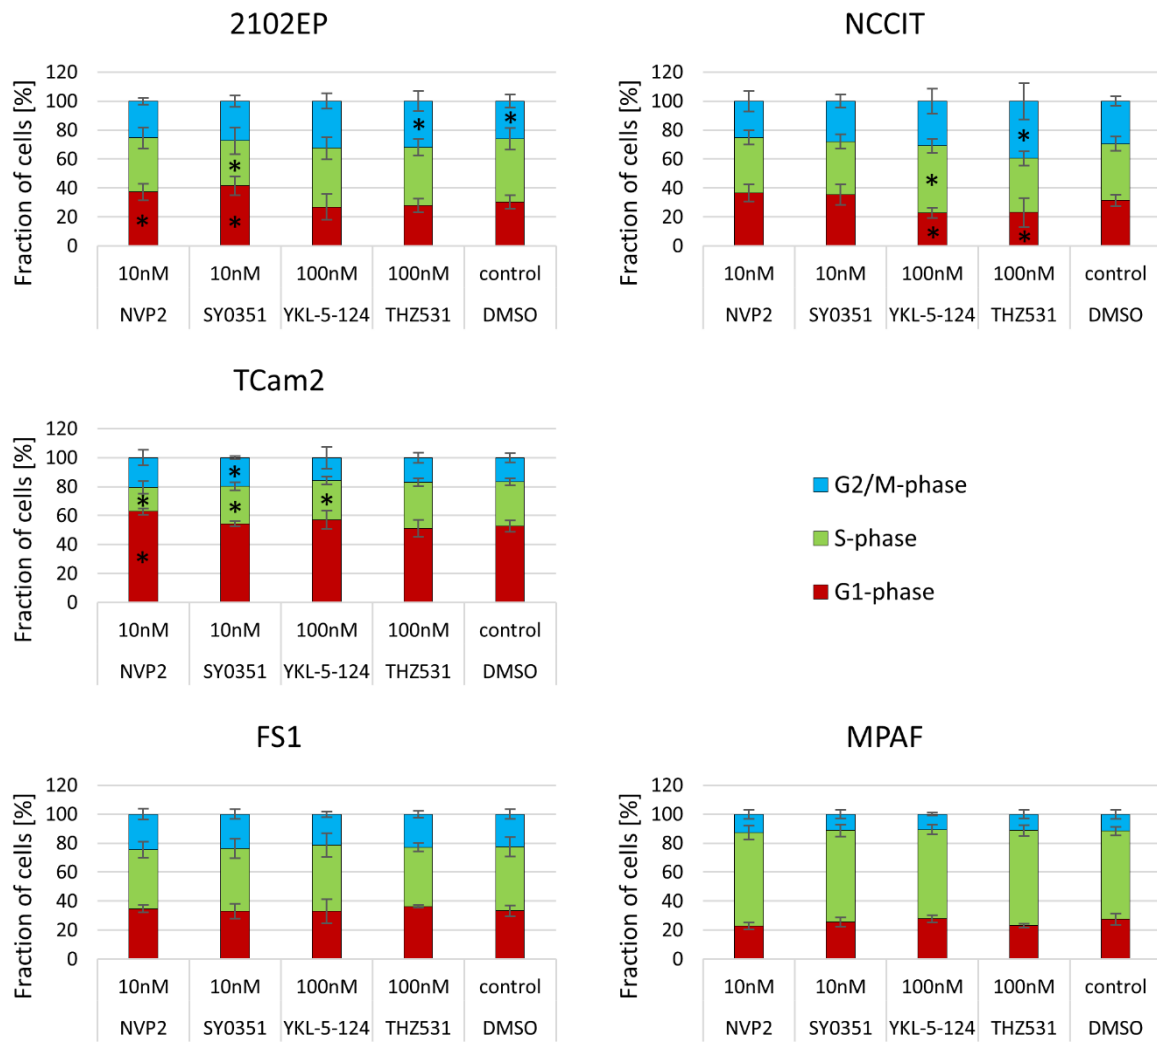 2102EP
Fraction of cells [%]
120
100
80
60
40
20
0
*
*
*
*
*
10nM 10nM 100nM 100nM control
NVP2 SY0351 YKL-5-124 THZ531 DMSO
NCCIT
Fraction of cells [%]
120
100
80
60
40
20
0
*
*
*
*
10nM 10nM 100nM 100nM control
NVP2 SY0351 YKL-5-124 THZ531 DMSO
TCam2
Fraction of cells [%]
120
100
80
60
40
20
0
*
*
*
*
*
10nM 10nM 100nM 100nM control
NVP2 SY0351 YKL-5-124 THZ531 DMSO
G2/M-phase
S-phase
G1-phase
FS1
Fraction of cells [%]
120
100
80
60
40
20
0
10nM 10nM 100nM 100nM control
NVP2 SY0351 YKL-5-124 THZ531 DMSO
MPAF
Fraction of cells [%]
120
100
80
60
40
20
0
10nM 10nM 100nM 100nM control
NVP2 SY0351 YKL-5-124 THZ531 DMSO